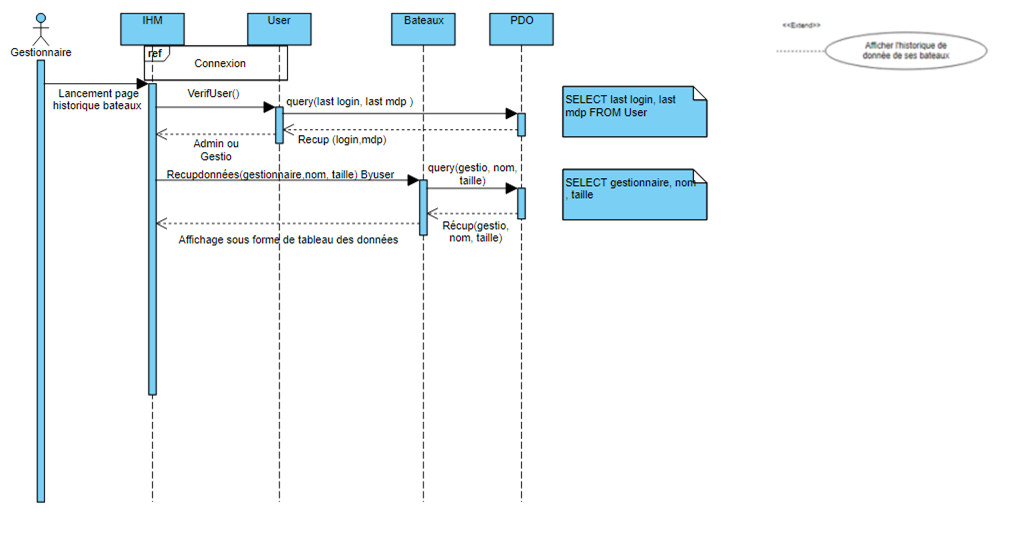 IHM
User
Bateaux
PDO
<<Extend>>
Gestionnaire
ref
Connexion
Afficher l'historique de
donnée de ses bateaux
Lancement page
historique bateaux
VerifUser()
query(last login, last mdp )
SELECT last login, last
mdp FROM User
Recup (login,mdp)
Admin ou
Gestio
Recupdonnées(gestionnaire,nom, taille) Byuser
query(gestio, nom,
taille)
SELECT gestionnaire, nom
, taille
Récup(gestio,
nom, taille)
Affichage sous forme de tableau des données